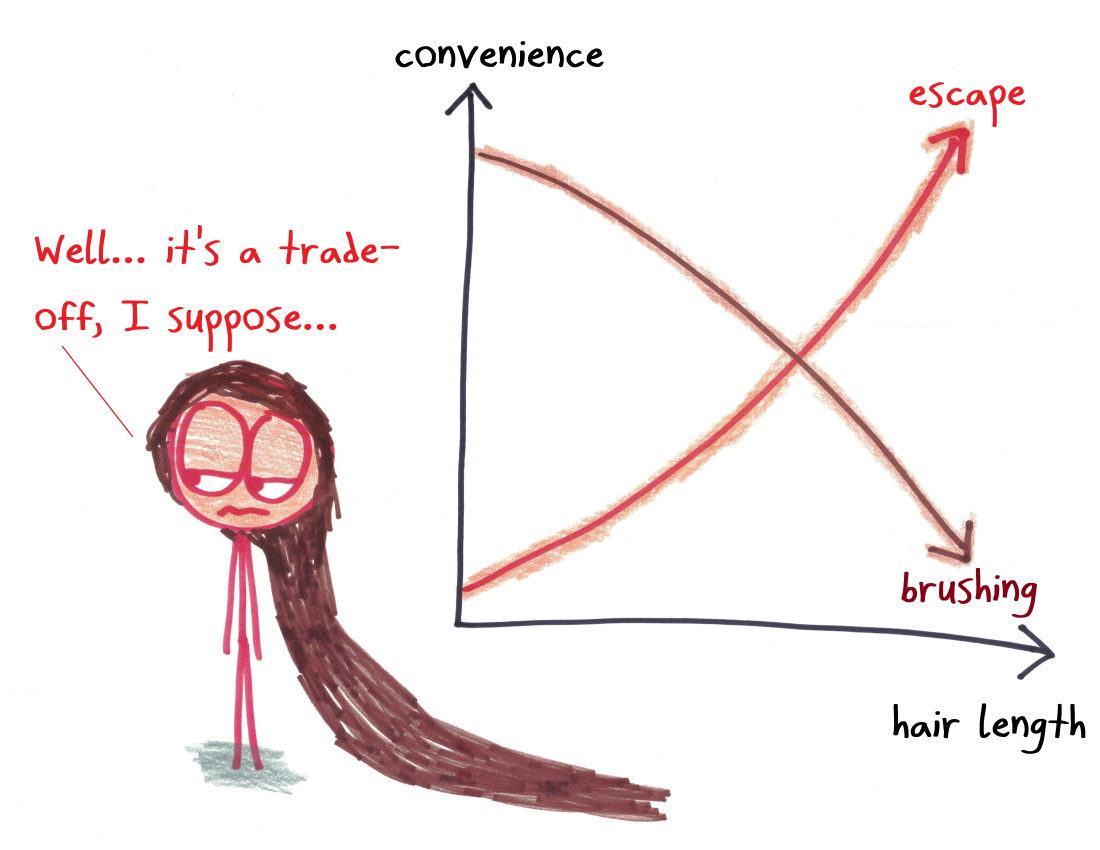 convenience
escape
Well... it's a trade-
off, I suppose...
brushing
hair length